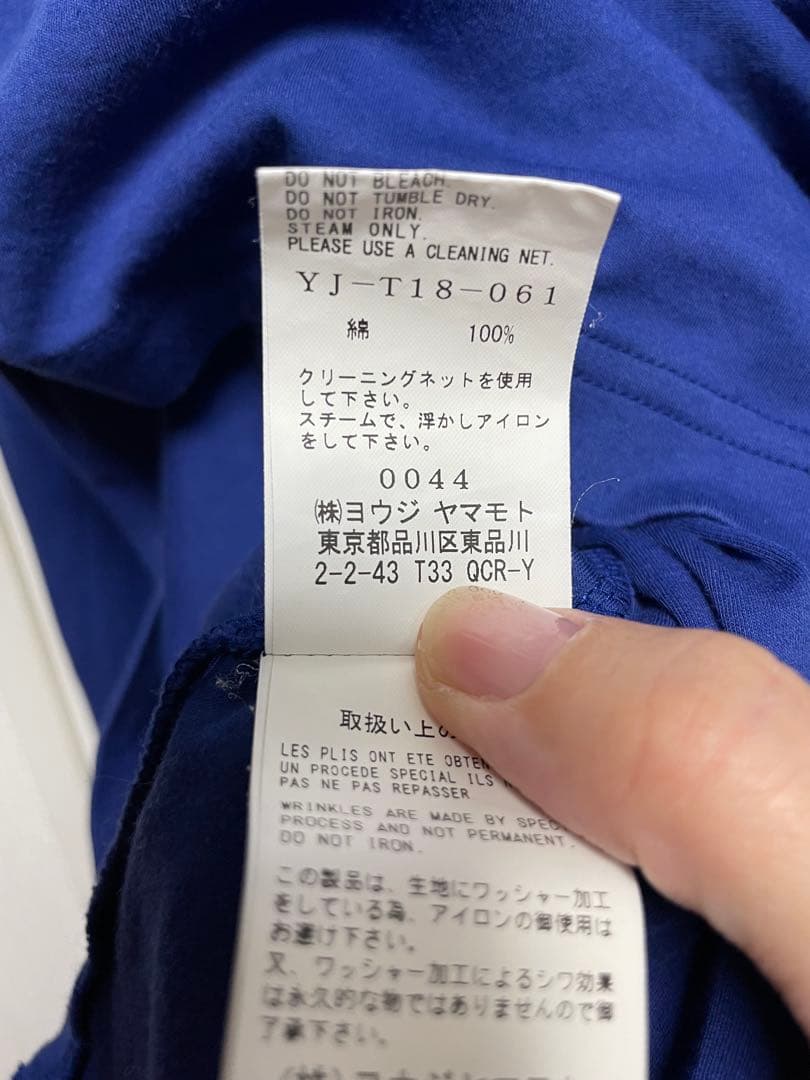 DO NOT BLEACH.
DO NOT TUMBLE DRY.
DO NOT IRON.
STEAM ONLY.
PLEASE USE A CLEANING NET.
YJ-T18-061
綿 100%
クリーニングネットを使用
して下さい。
スチームで、浮かしアイロン
をして下さい。
0044
㈱ヨウジ ヤマモト
東京都品川区東品川
2-2-43 T33 QCR-Y
取扱い上の
LES PLIS ONT ETE OBTEN
UN PROCEDE SPECIAL ILS
PAS NE PAS REPASSER
WRINKLES ARE MADE BY SPEC
PROCESS AND NOT PERMANENT.
DO NOT IRON.
この製品は、生地にワッシャー加工
をしている為、アイロンの御使用は
お避け下さい。
又、ワッシャー加工によるシワ効果
は永久的な物ではありませんので御
了承下さい。